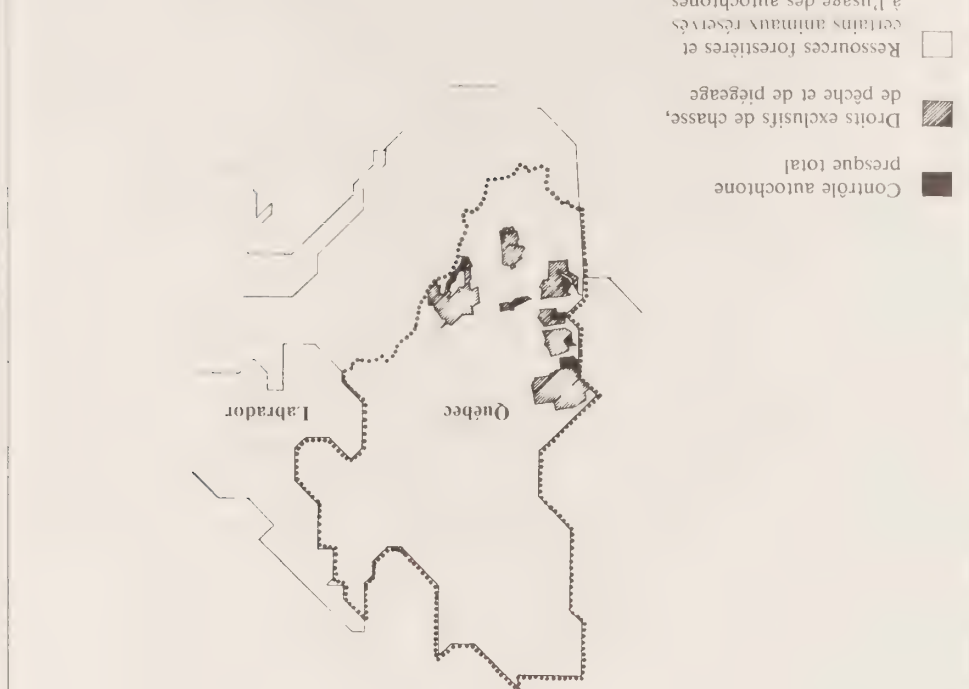 Québec
Labrador
Contrôle autochtone
presque total
Droits exclusifs de chasse,
de pêche et de piégeage
Ressources forestières et
certains animaux réservés
à l'usage des autochtones